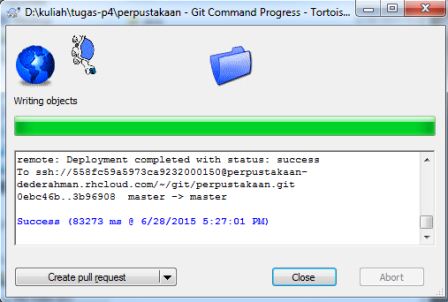 D:\kuliah\tugas-p4\perpustakaan - Git Command Progress - Tortois...
Writing objects
remote: Deployment completed with status: success
To ssh://558fc59a5973ca9232000150@perpustakaan-
dederahman.rhcloud.com/~/git/perpustakaan.git
0ebc46b..3b96908  master -> master
Success (83273 ms @ 6/28/2015 5:27:01 PM)
Create pull request
Close
Abort